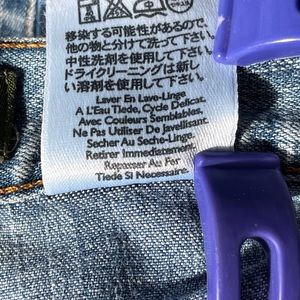 移染する可能性があるので、
他の物と分けて洗って下さい。
中性洗剤を使用して下さい。
ドライクリーニングは新し
い溶剤を使用して下さい。
Laver En Lave-Linge
A L'Eau Tiede, Cycle Delicat.
Avec Couleurs Semblables.
Ne Pas Utiliser De Javellisant.
Secher Au Seche-Linge.
Retirer Immediatement.
Repasser Au Fer
Tiede Si Necessaire.